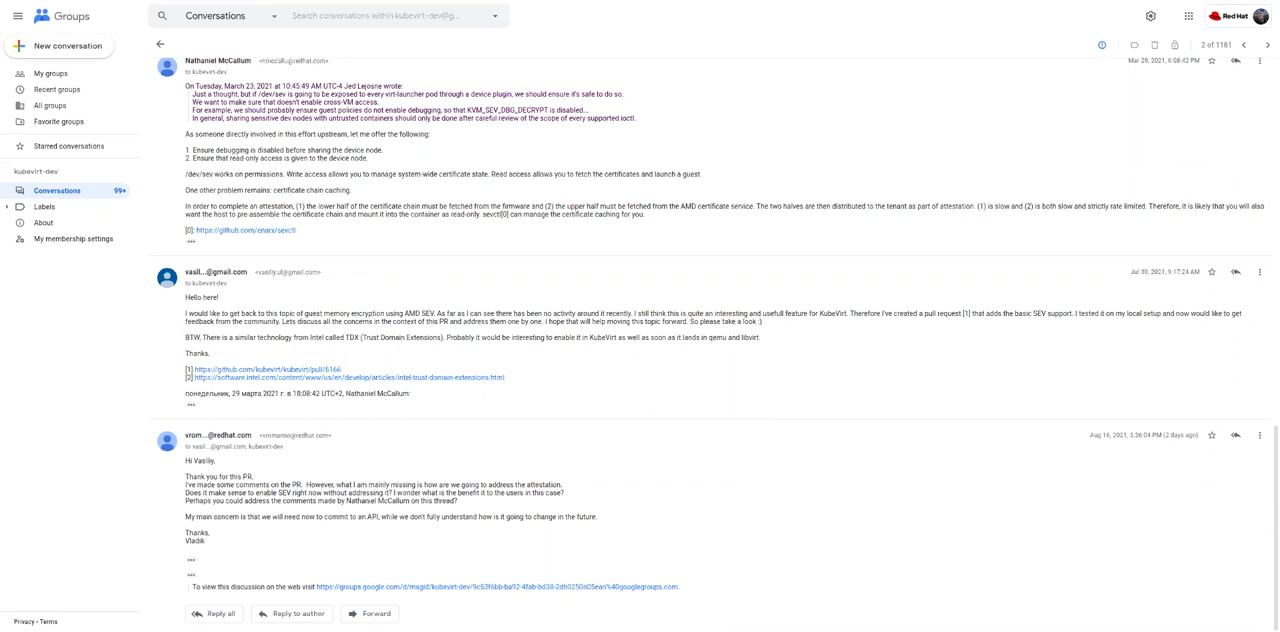 Groups
Conversations
Search conversations within kubevirt-dev@g...
Red Hat
New conversation
2 of 1181
My groups
Recent groups
All groups
Favorite groups
Starred conversations
kubevirt-dev
Conversations 99+
Labels
About
My membership settings
Nathaniel McCallum <nmccallu@redhat.com>
Mar 29, 2021, 6:08:42 PM
to kubevirt-dev
On Tuesday, March 23, 2021 at 10:45:49 AM UTC-4 Jed Lejosne wrote:
Just a thought, but if /dev/sev is going to be exposed to every virt-launcher pod through a device plugin, we should ensure it's safe to do so.
We want to make sure that doesn't enable cross-VM access.
For example, we should probably ensure guest policies do not enable debugging, so that KVM_SEV_DBG_DECRYPT is disabled...
In general, sharing sensitive dev nodes with untrusted containers should only be done after careful review of the scope of every supported ioctl.
As someone directly involved in this effort upstream, let me offer the following:
1. Ensure debugging is disabled before sharing the device node.
2. Ensure that read-only access is given to the device node.
/dev/sev works on permissions. Write access allows you to manage system-wide certificate state. Read access allows you to fetch the certificates and launch a guest.
One other problem remains: certificate chain caching.
In order to complete an attestation, (1) the lower half of the certificate chain must be fetched from the firmware and (2) the upper half must be fetched from the AMD certificate service. The two halves are then distributed to the tenant as part of attestation. (1) is slow and (2) is both slow and strictly rate limited. Therefore, it is likely that you will also
want the host to pre-assemble the certificate chain and mount it into the container as read-only. sevctl[0] can manage the certificate caching for you.
[0]: https://github.com/enarx/sevctl
vasil...@gmail.com <vasiliy.ul@gmail.com>
Jul 30, 2021, 9:17:24 AM
to kubevirt-dev
Hello here!
I would like to get back to this topic of guest memory encryption using AMD SEV. As far as I can see there has been no activity around it recently. I still think this is quite an interesting and usefull feature for KubeVirt. Therefore I've created a pull request [1] that adds the basic SEV support. I tested it on my local setup and now would like to get
feedback from the community. Lets discuss all the concerns in the context of this PR and address them one by one. I hope that will help moving this topic forward. So please take a look :)
BTW, There is a similar technology from Intel called TDX (Trust Domain Extensions). Probably it would be interesting to enable it in KubeVirt as well as soon as it lands in qemu and libvirt.
Thanks.
[1] https://github.com/kubevirt/kubevirt/pull/6166
[2] https://software.intel.com/content/www/us/en/develop/articles/intel-trust-domain-extensions.html
понедельник, 29 марта 2021 г. в 18:08:42 UTC+2, Nathaniel McCallum:
vrom...@redhat.com <vromanso@redhat.com>
Aug 16, 2021, 3:36:04 PM (2 days ago)
to vasil...@gmail.com, kubevirt-dev
Hi Vasiliy,
Thank you for this PR.
I've made some comments on the PR. However, what I am mainly missing is how are we going to address the attestation.
Does it make sense to enable SEV right now without addressing it? I wonder what is the benefit it to the users in this case?
Perhaps you could address the comments made by Nathaniel McCallum on this thread?
My main concern is that we will need now to commit to an API, while we don't fully understand how is it going to change in the future.
Thanks,
Vladik
To view this discussion on the web visit https://groups.google.com/d/msgid/kubevirt-dev/9c53f6bb-ba92-4fab-bd38-2db0250a05ean%40googlegroups.com.
Reply all
Reply to author
Forward
Privacy • Terms